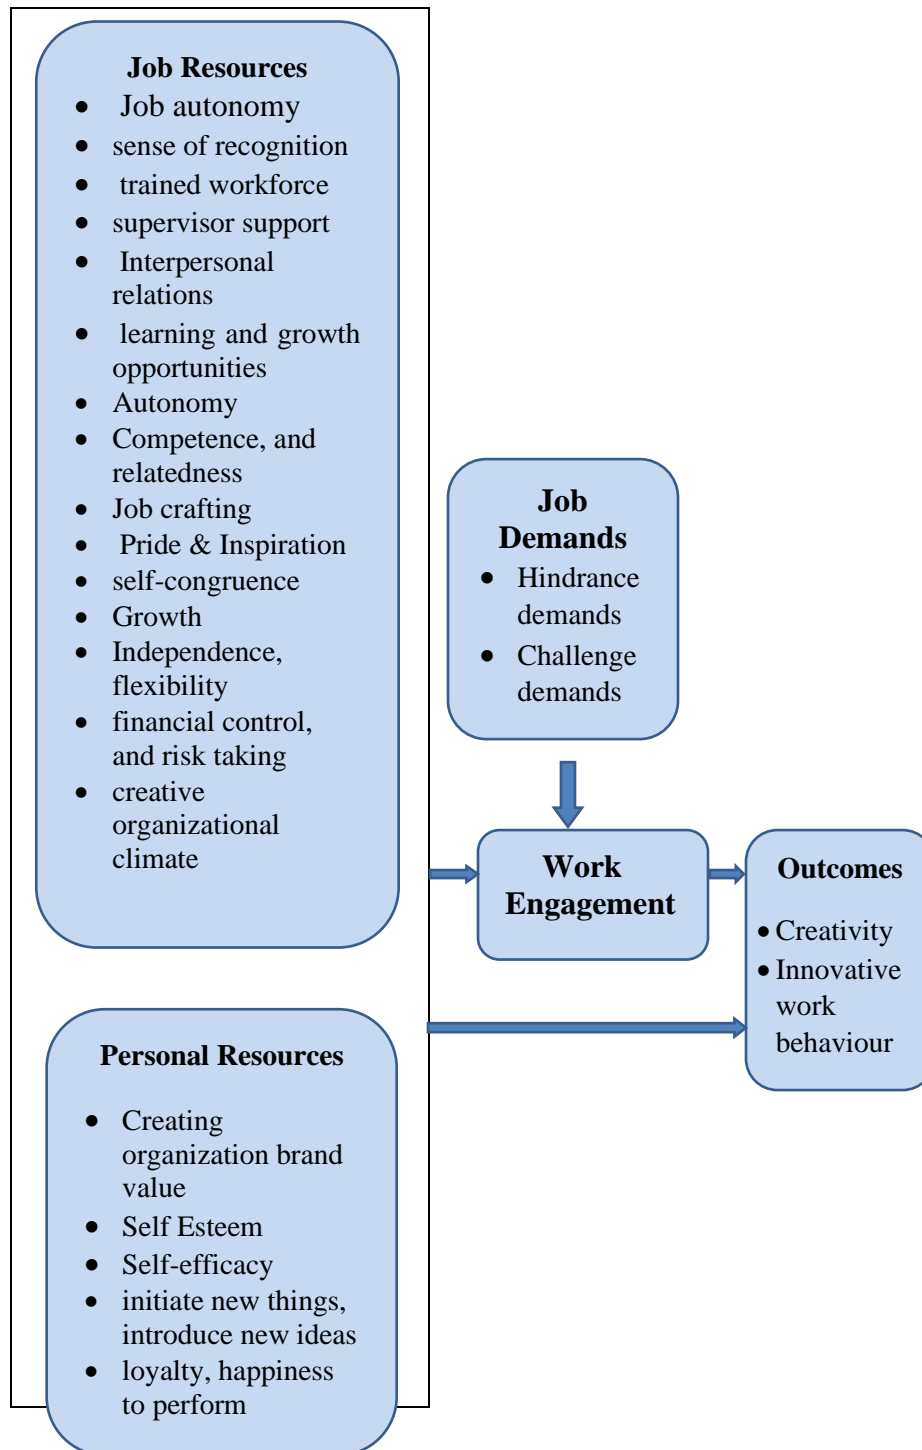 Job Resources
• Job autonomy
• sense of recognition
• trained workforce
• supervisor support
• Interpersonal
relations
• learning and growth
opportunities
• Autonomy
• Competence, and
relatedness
• Job crafting
• Pride & Inspiration
• self-congruence
• Growth
• Independence,
flexibility
• financial control,
and risk taking
• creative
organizational
climate
Job
Demands
• Hindrance
demands
• Challenge
demands
Work
Engagement
Outcomes
• Creativity
• Innovative
work
behaviour
Personal Resources
• Creating
organization brand
value
• Self Esteem
• Self-efficacy
• initiate new things,
introduce new ideas
• loyalty, happiness
to perform